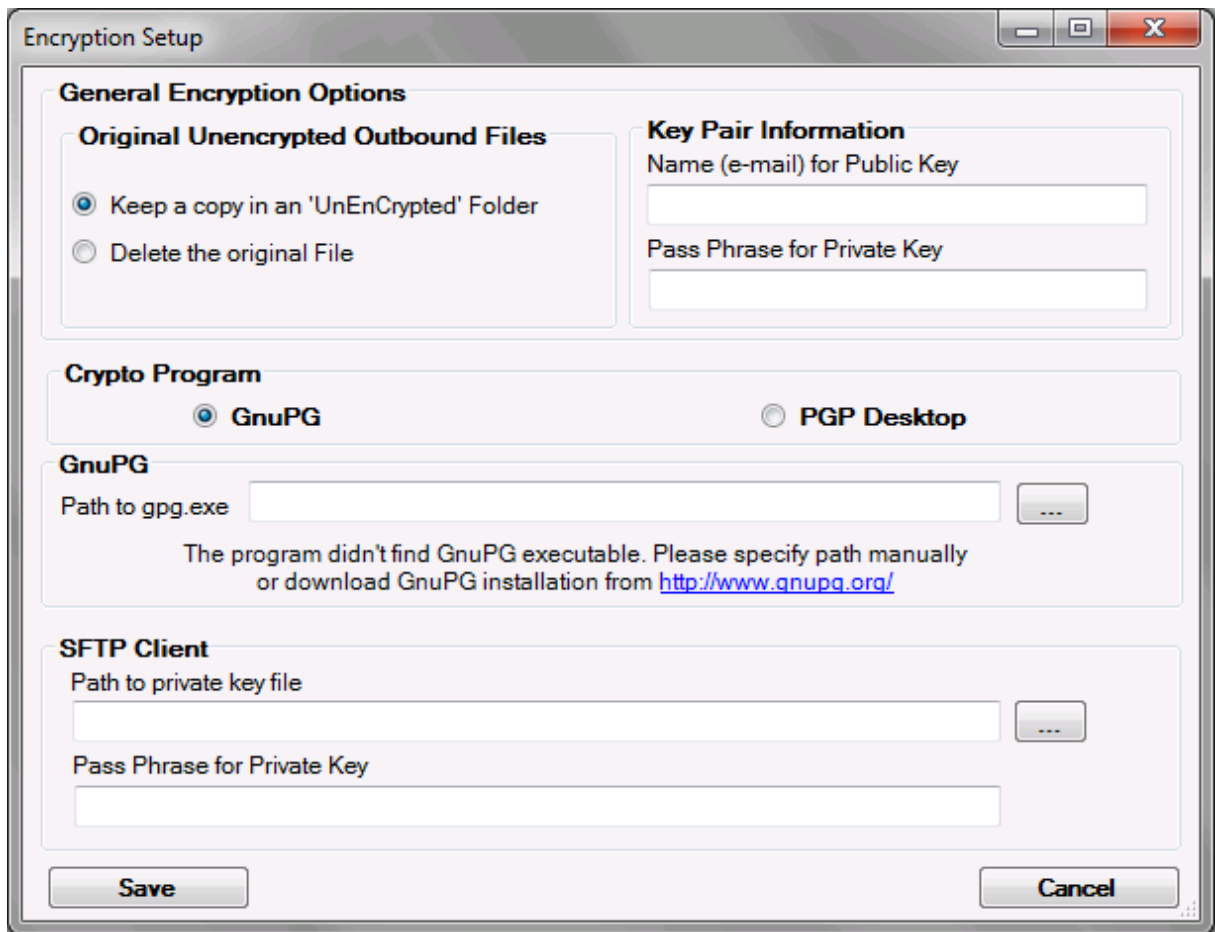 Encryption Setup
General Encryption Options
Original Unencrypted Outbound Files
Keep a copy in an 'UnEnCrypted' Folder
Delete the original File
Key Pair Information
Name (e-mail) for Public Key
Pass Phrase for Private Key
Crypto Program
GnuPG
PGP Desktop
GnuPG
Path to gpg.exe
...
The program didn't find GnuPG executable. Please specify path manually
or download GnuPG installation from http://www.gnupg.org/
SFTP Client
Path to private key file
...
Pass Phrase for Private Key
Save
Cancel